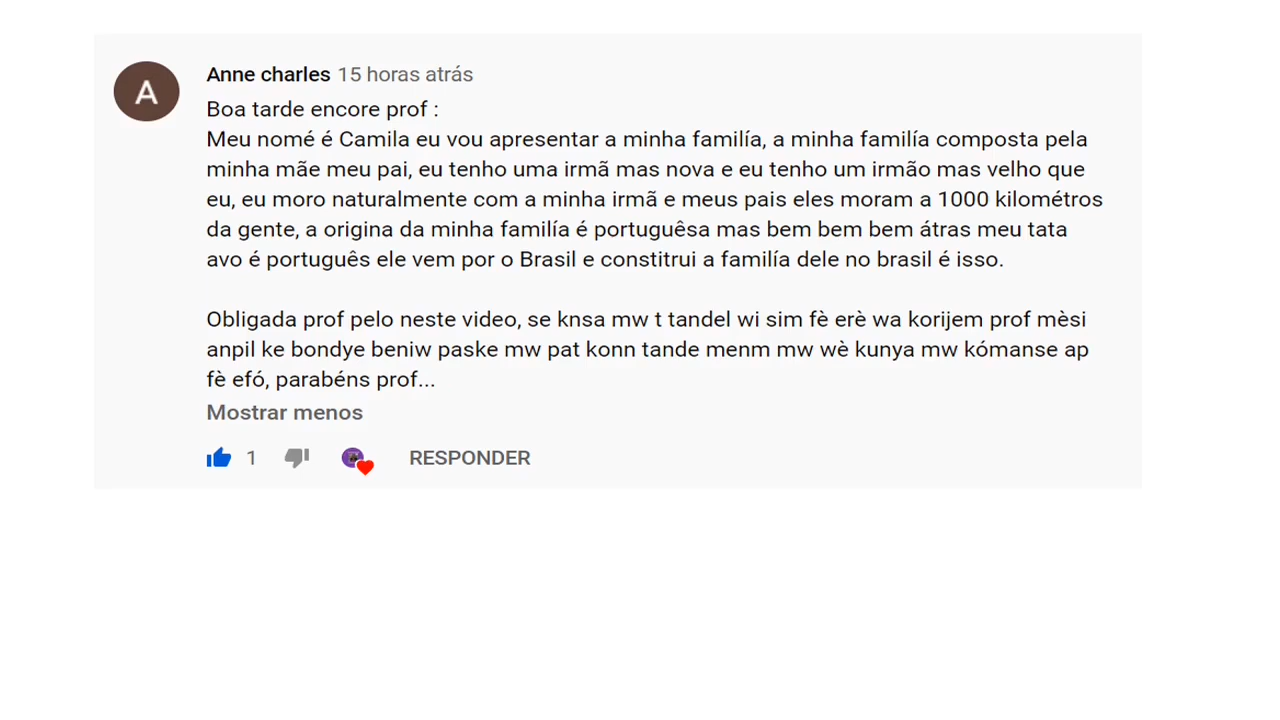 A
Anne charles 15 horas atrás
Boa tarde encore prof :
Meu nomé é Camila eu vou apresentar a minha familía, a minha familía composta pela
minha mãe meu pai, eu tenho uma irmã mas nova e eu tenho um irmão mas velho que
eu, eu moro naturalmente com a minha irmã e meus pais eles moram a 1000 kilométros
da gente, a origina da minha familía é portuguêsa mas bem bem bem átras meu tata
avo é português ele vem por o Brasil e constitrui a familía dele no brasil é isso.
Obligada prof pelo neste video, se knsa mw t tandel wi sim fè erè wa korijem prof mèsi
anpil ke bondye beniw paske mw pat konn tande menm mw wè kunya mw kómanse ap
fè efó, parabéns prof...
Mostrar menos
1 RESPONDER